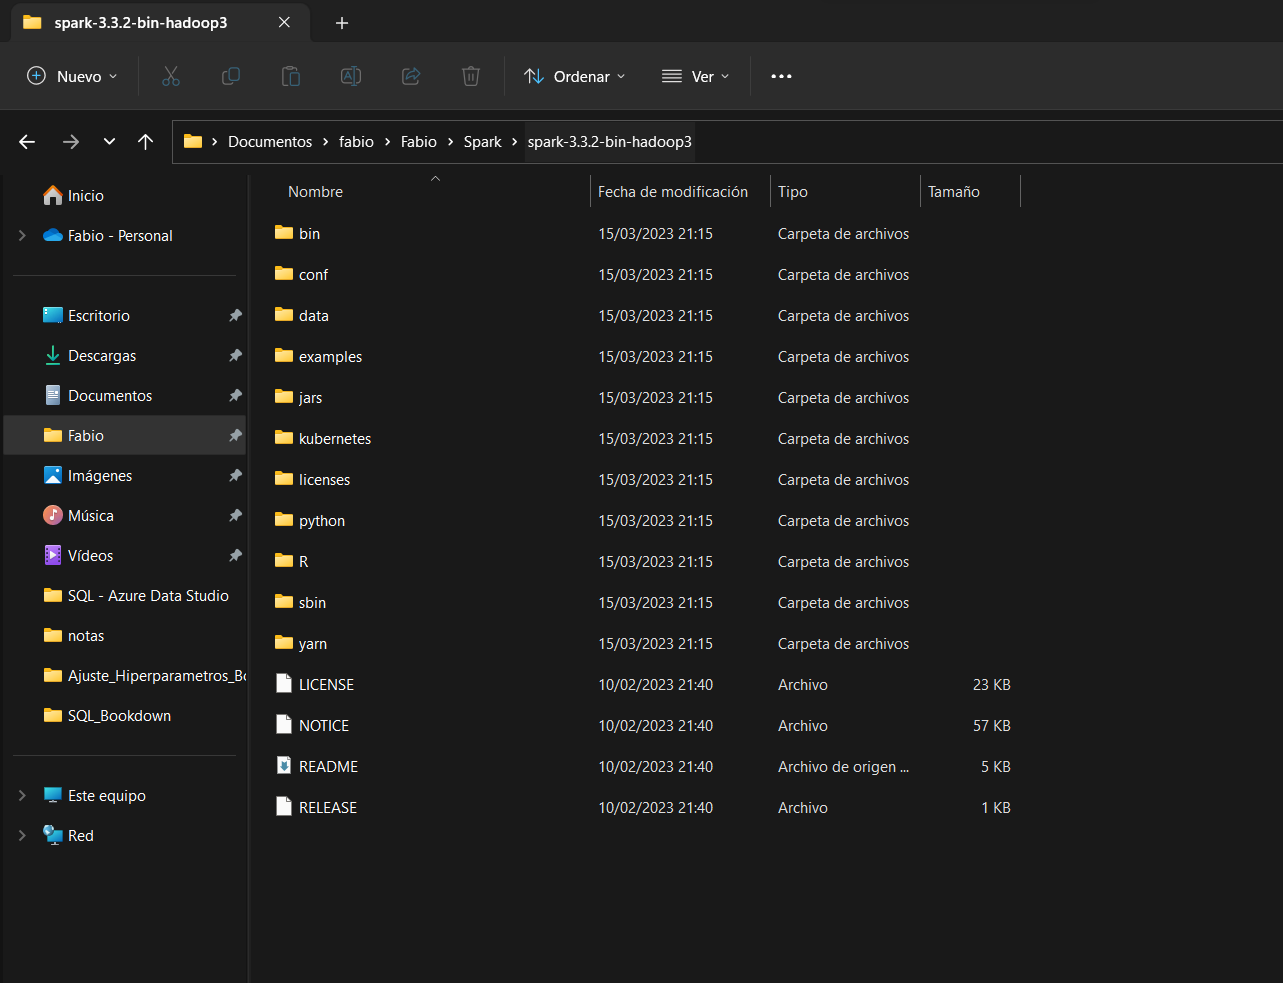 spark-3.3.2-bin-hadoop3
Nuevo
Ordenar
Ver
Documentos > fabio > Fabio > Spark > spark-3.3.2-bin-hadoop3
Inicio
Fabio - Personal
Escritorio
Descargas
Documentos
Fabio
Imágenes
Música
Vídeos
SQL - Azure Data Studio
notas
Ajuste_Hiperparametros_Bo
SQL_Bookdown
Este equipo
Red
Nombre Fecha de modificación Tipo Tamaño
bin 15/03/2023 21:15 Carpeta de archivos
conf 15/03/2023 21:15 Carpeta de archivos
data 15/03/2023 21:15 Carpeta de archivos
examples 15/03/2023 21:15 Carpeta de archivos
jars 15/03/2023 21:15 Carpeta de archivos
kubernetes 15/03/2023 21:15 Carpeta de archivos
licenses 15/03/2023 21:15 Carpeta de archivos
python 15/03/2023 21:15 Carpeta de archivos
R 15/03/2023 21:15 Carpeta de archivos
sbin 15/03/2023 21:15 Carpeta de archivos
yarn 15/03/2023 21:15 Carpeta de archivos
LICENSE 10/02/2023 21:40 Archivo 23 KB
NOTICE 10/02/2023 21:40 Archivo 57 KB
README 10/02/2023 21:40 Archivo de origen ... 5 KB
RELEASE 10/02/2023 21:40 Archivo 1 KB